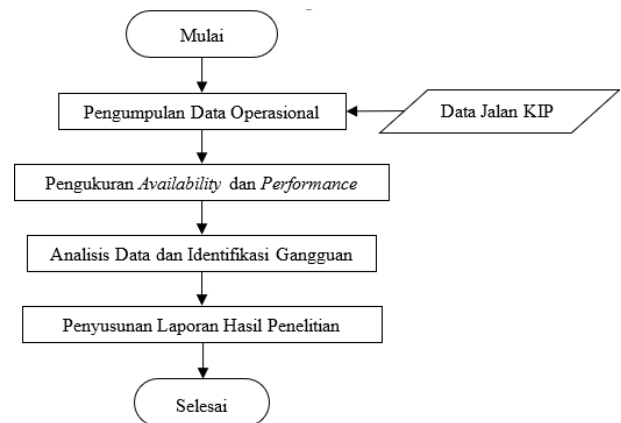 Mulai
Pengumpulan Data Operasional
Data Jalan KIP
Pengukuran Availability dan Performance
Analisis Data dan Identifikasi Gangguan
Penyusunan Laporan Hasil Penelitian
Selesai